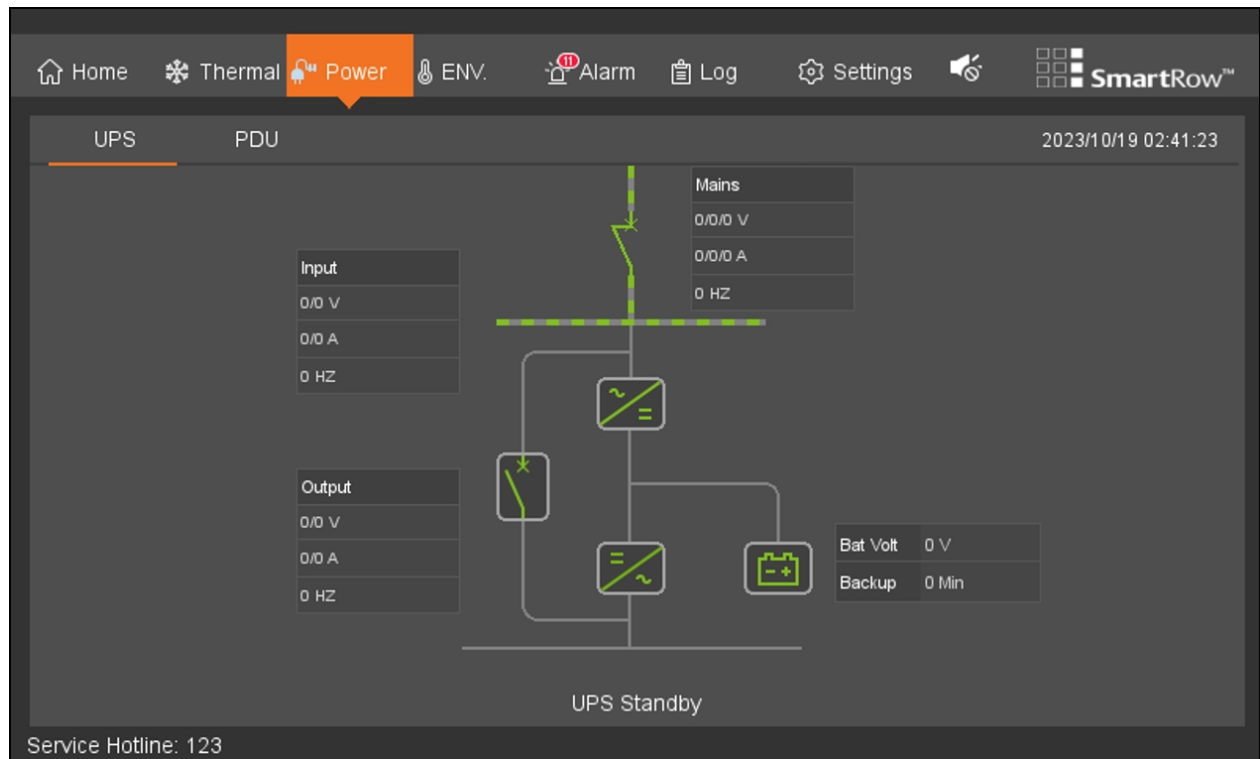 Home Thermal Power ENV. 11 Alarm Log Settings SmartRow™
UPS PDU 2023/10/19 02:41:23
Mains
0/0/0 V
0/0/0 A
0 HZ
Input
0/0 V
0/0 A
0 HZ
Output
0/0 V
0/0 A
0 HZ
Bat Volt 0 V
Backup 0 Min
UPS Standby
Service Hotline: 123